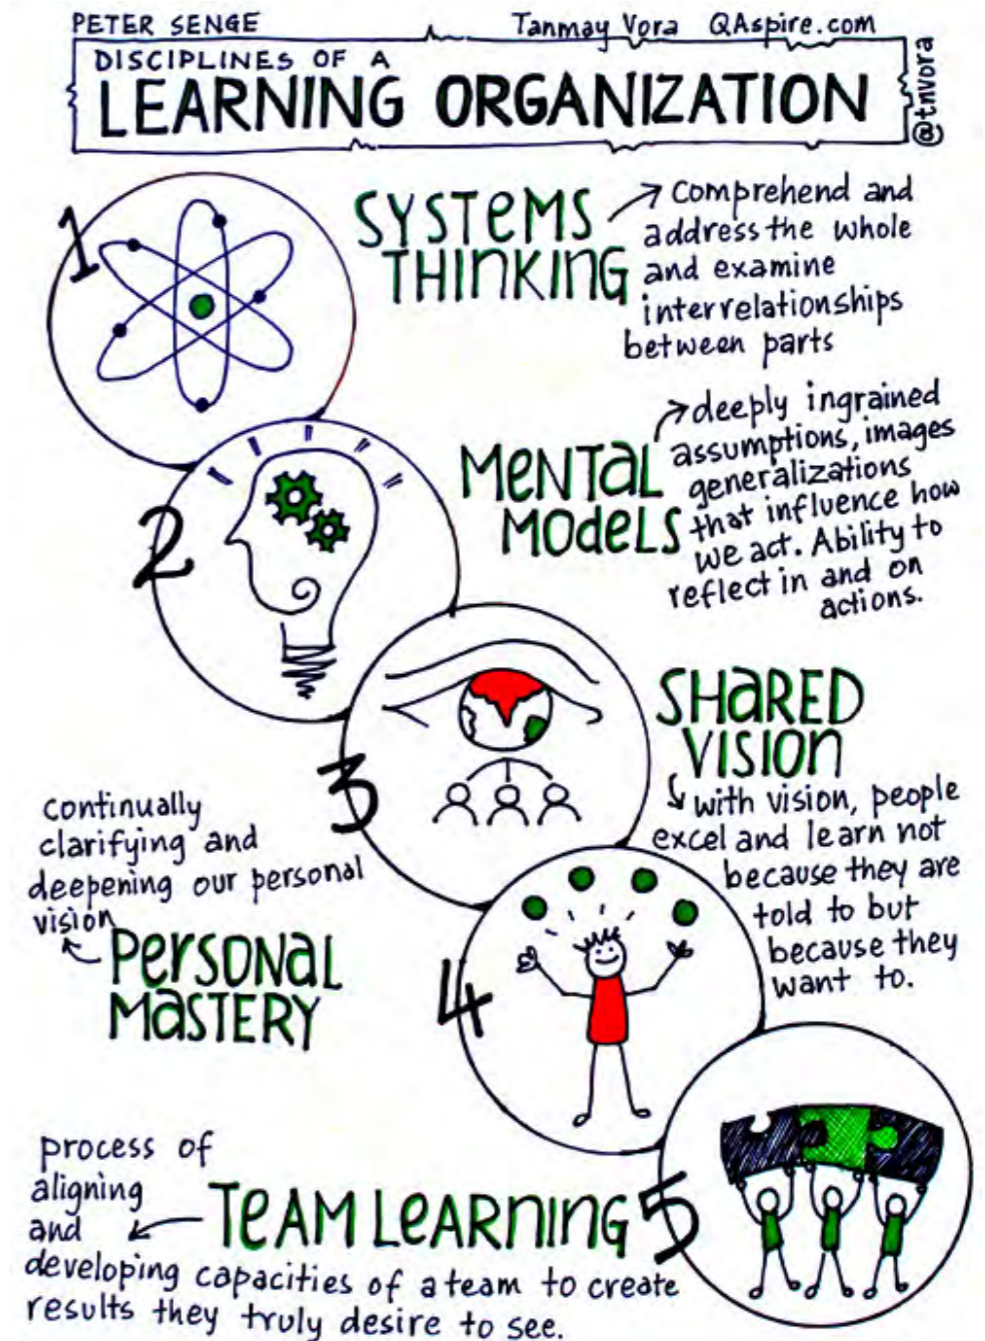 PETER SENGE
Tanmay Vora QAspire.com
@tnvora
DISCIPLINES OF A
LEARNING ORGANIZATION
1
SYSTEMS
THINKING
Comprehend and
address the whole
and examine
interrelationships
between parts
2
MENTAL
MODELS
deeply ingrained
assumptions, images
generalizations
that influence how
we act. Ability to
reflect in and on
actions.
3
SHARED
VISION
with vision, people
excel and learn not
because they are
told to but
because they
want to.
4
PERSONAL
MASTERY
continually
clarifying and
deepening our personal
vision
5
TEAM LEARNING
process of
aligning
and
developing capacities of a team to create
results they truly desire to see.